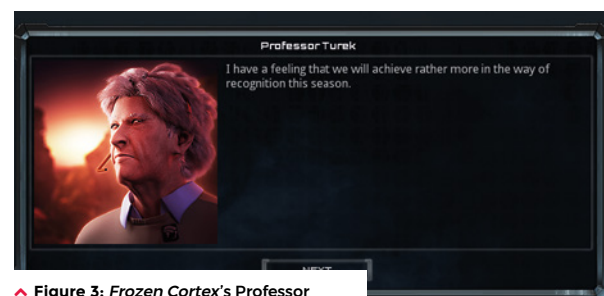 Professor Turek
I have a feeling that we will achieve rather more in the way of
recognition this season.
NEXT
^ Figure 3: Frozen Cortex's Professor